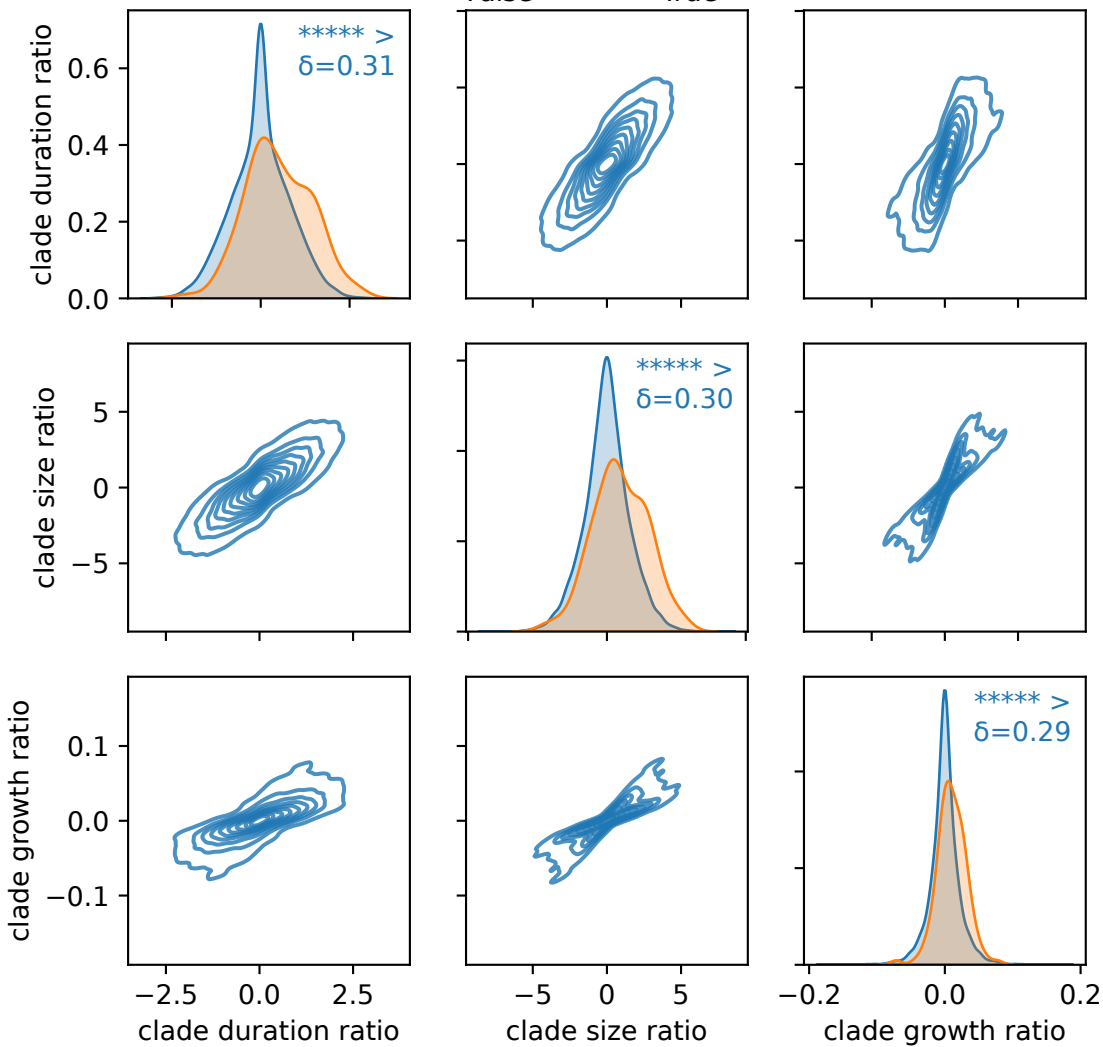 ***** >
δ=0.31
clade duration ratio
0.6
0.4
0.2
0.0
***** >
δ=0.30
clade size ratio
5
0
−5
***** >
δ=0.29
clade growth ratio
0.1
0.0
−0.1
−2.5 0.0 2.5 −5 0 5 −0.2 0.0 0.2
clade duration ratio clade size ratio clade growth ratio